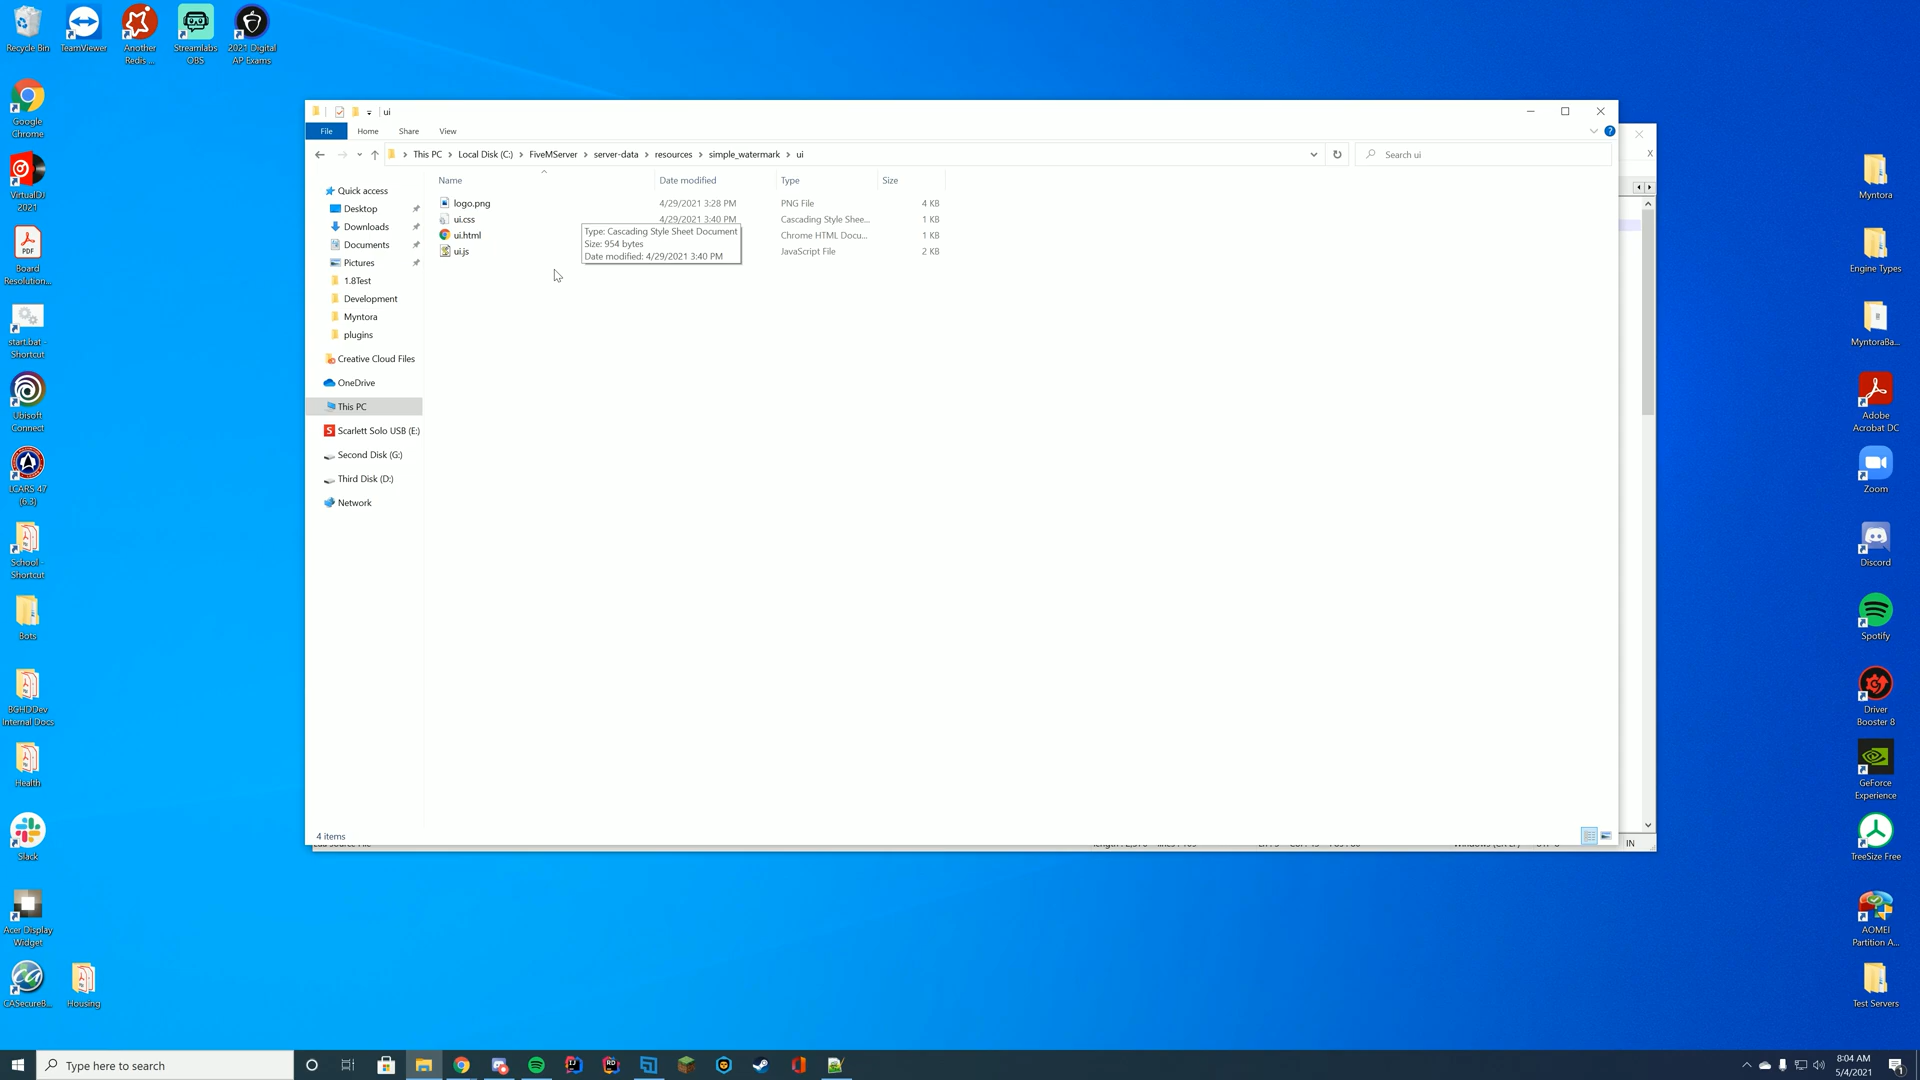 Recycle Bin
TeamViewer
Another
Redis ...
Streamlabs
OBS
2021 Digital
AP Exams
Google
Chrome
VirtualDJ
2021
Board
Resolution...
start.bat -
Shortcut
Ubisoft
Connect
LCARS 47
(6.3)
School -
Shortcut
Bots
BGHDDev
Internal Docs
Health
Slack
Acer Display
Widget
CASecureB...
Housing
ui
File
Home
Share
View
This PC
Local Disk (C:)
FiveMServer
server-data
resources
simple_watermark
ui
Search ui
Quick access
Desktop
Downloads
Documents
Pictures
1.8Test
Development
Myntora
plugins
Creative Cloud Files
OneDrive
This PC
Scarlett Solo USB (E:)
Second Disk (G:)
Third Disk (D:)
Network
Name Date modified Type Size
logo.png 4/29/2021 3:28 PM PNG File 4 KB
ui.css 4/29/2021 3:40 PM Cascading Style Shee... 1 KB
ui.html Chrome HTML Docu... 1 KB
ui.js JavaScript File 2 KB
Type: Cascading Style Sheet Document
Size: 954 bytes
Date modified: 4/29/2021 3:40 PM
4 items
X
IN
Myntora
Engine Types
MyntoraBa...
Adobe
Acrobat DC
Zoom
Discord
Spotify
Driver
Booster 8
GeForce
Experience
TreeSize Free
AOMEI
Partition A...
Test Servers
Type here to search
8:04 AM
5/4/2021